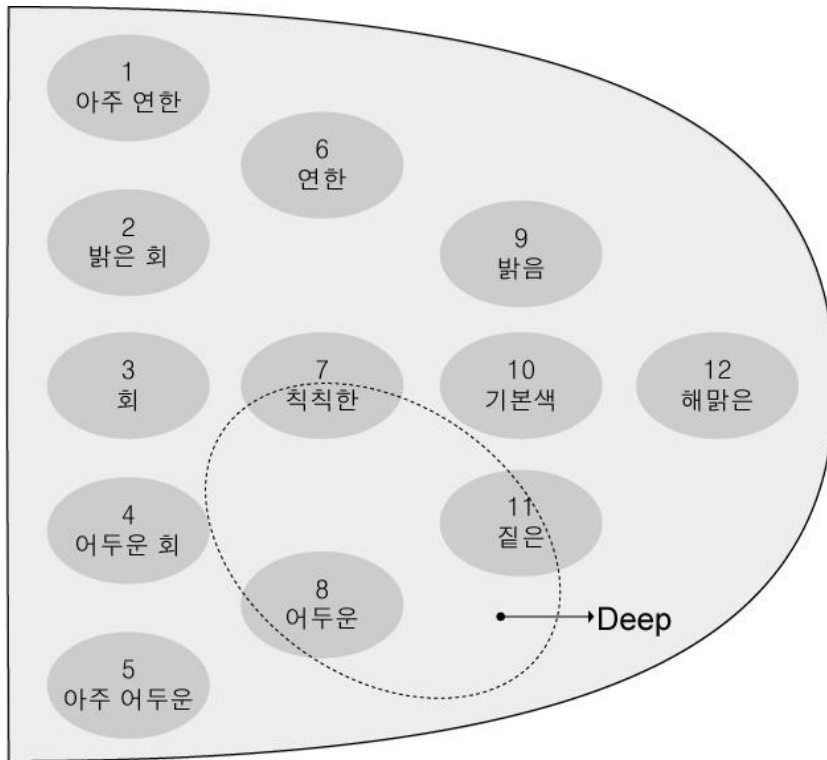 1
아주 연한
6
연한
2
밝은 회
9
밝음
3
회
7
칙칙한
10
기본색
12
해맑은
4
어두운 회
11
짙은
8
어두운
Deep
5
아주 어두운